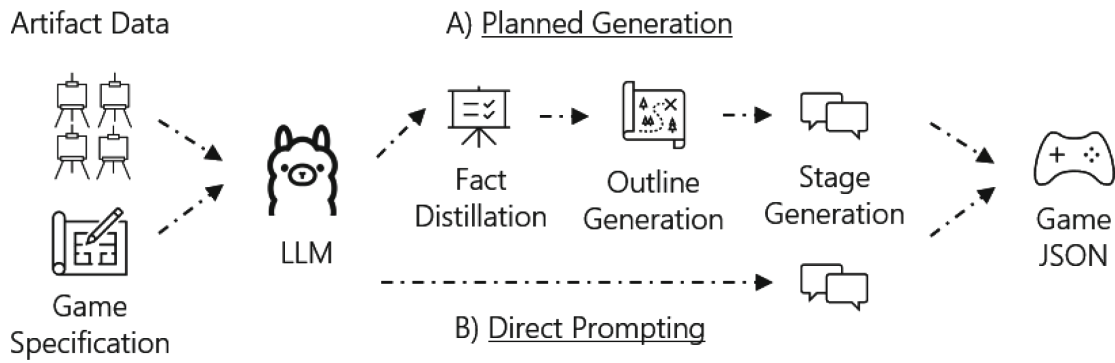 Artifact Data
A) Planned Generation
Fact
Distillation
Outline
Generation
Stage
Generation
LLM
Game
JSON
Game
Specification
B) Direct Prompting